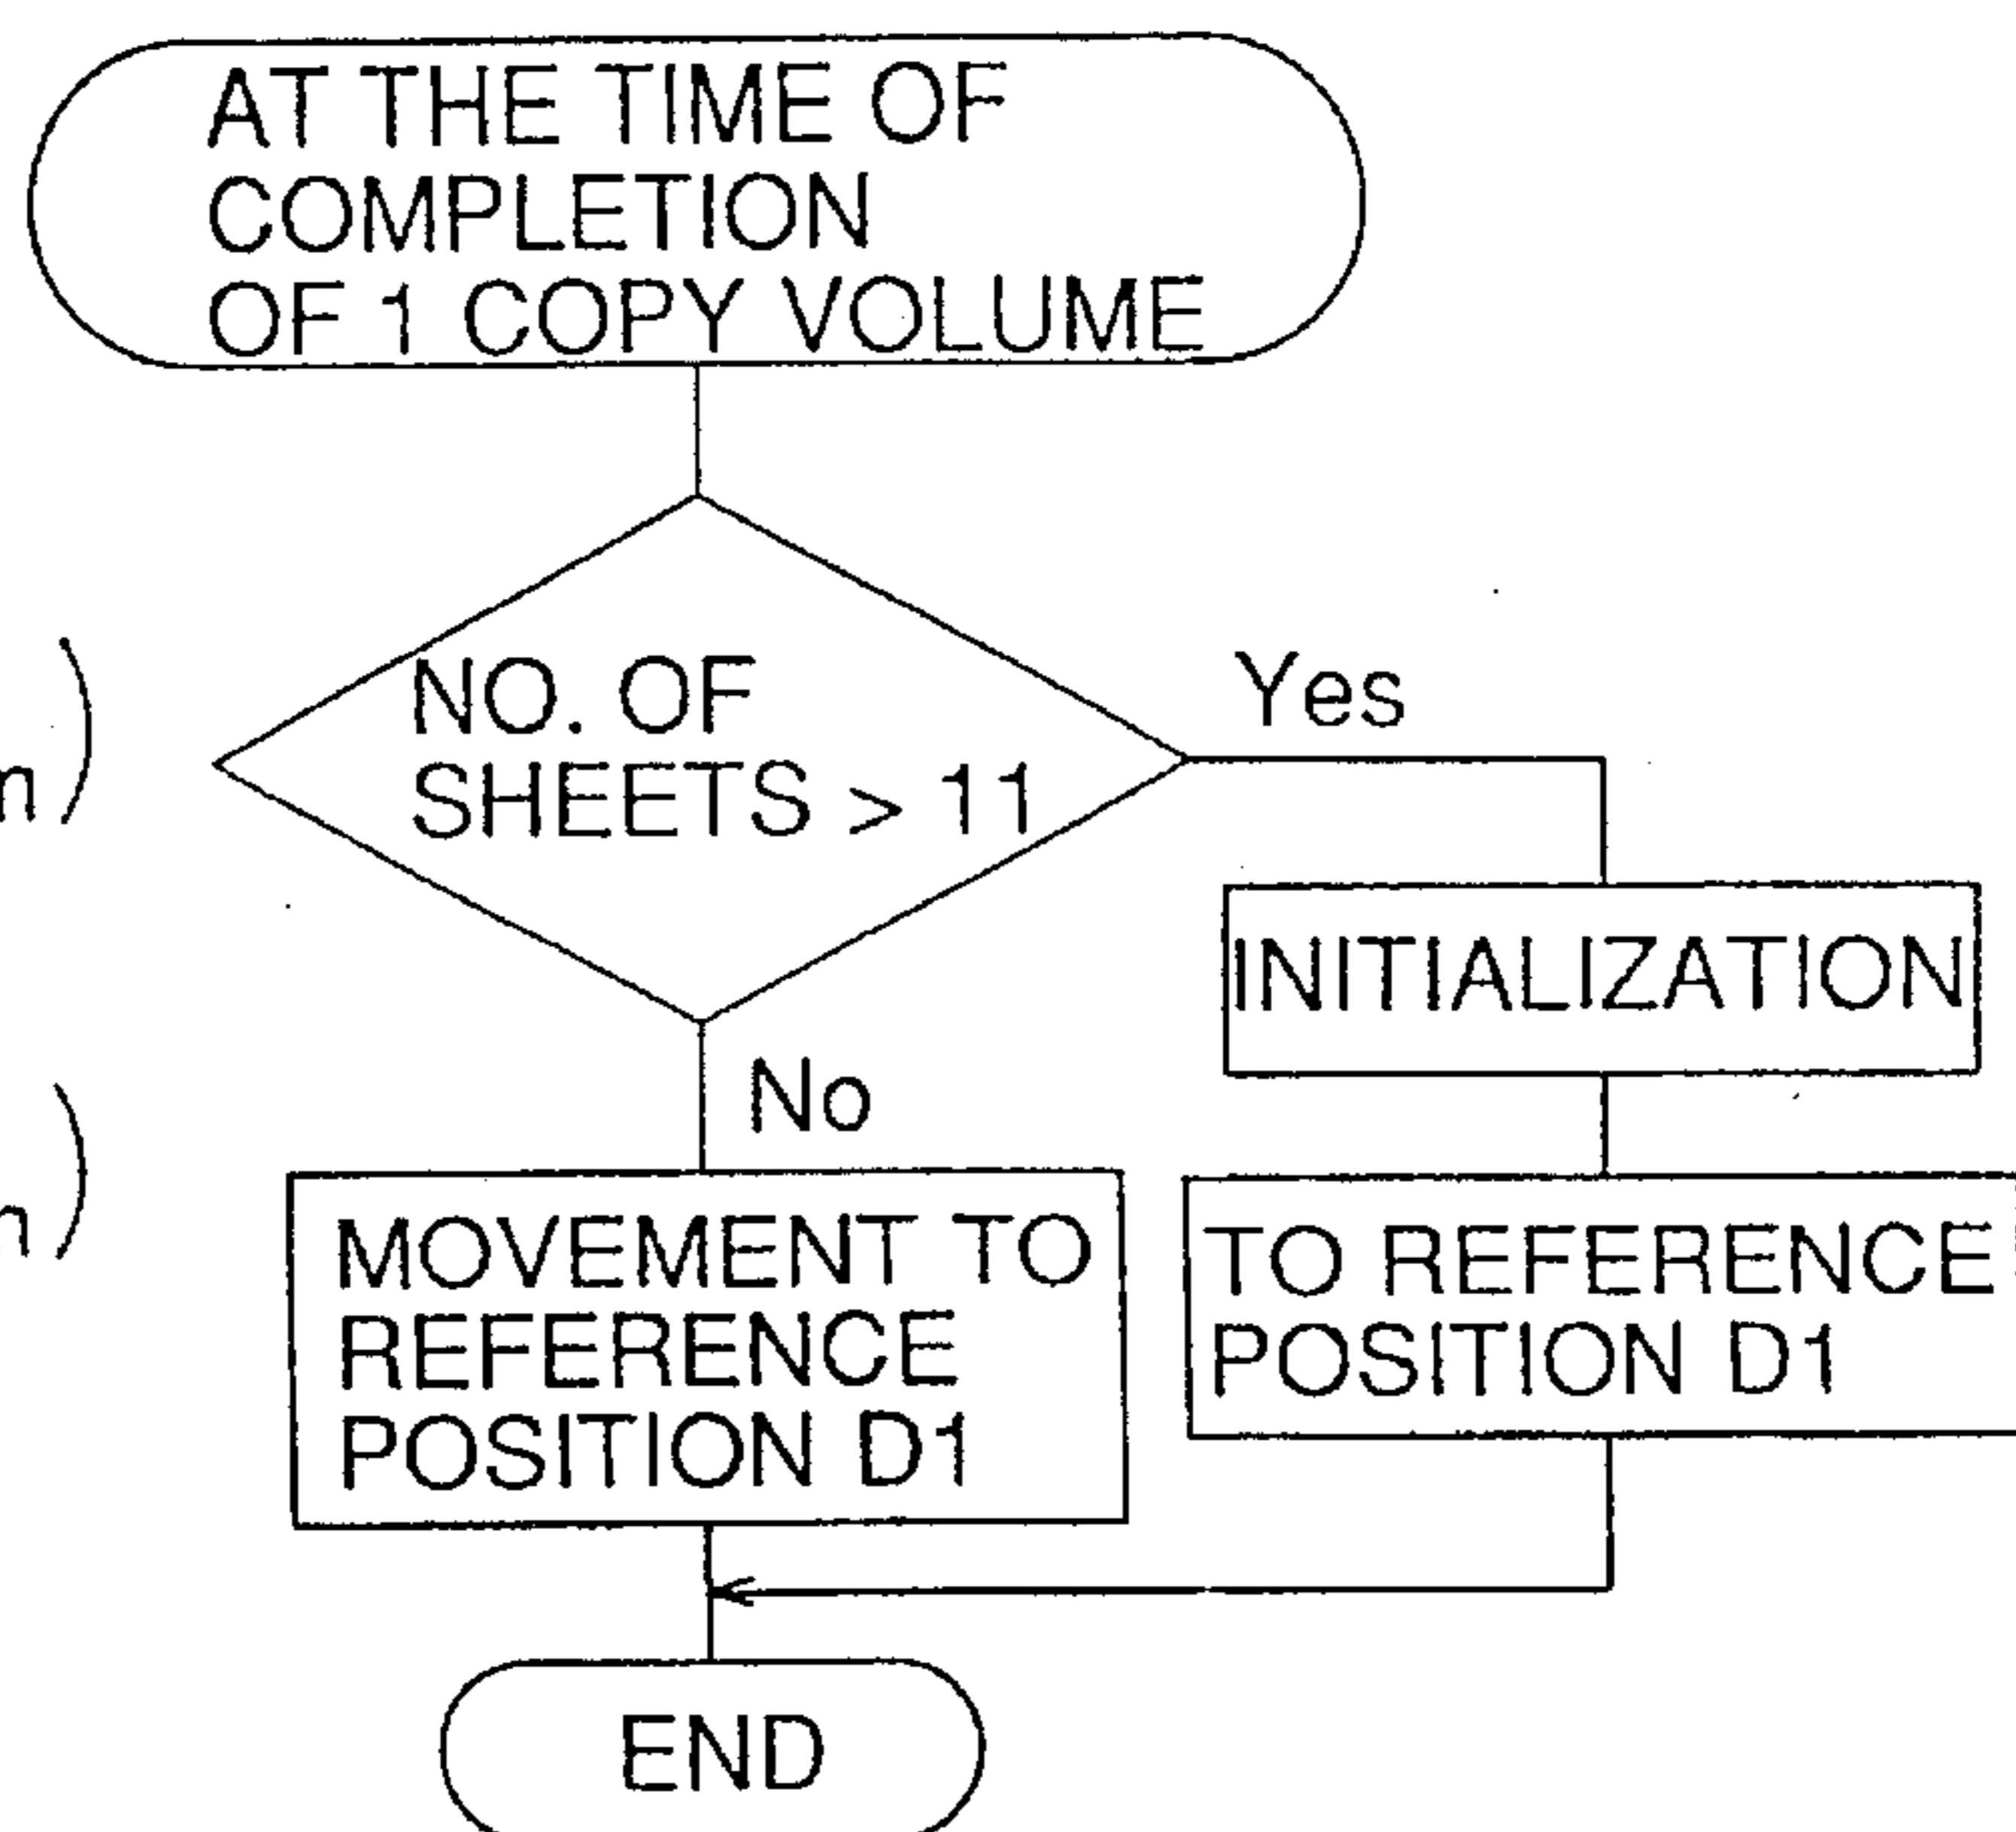 AT THE TIME OF
COMPLETION
OF 1 COPY VOLUME
NO. OF
SHEETS > 11
Yes
n)
INITIALIZATION
No
)
n
MOVEMENT TO
REFERENCE
POSITION D1
TO REFERENCE
POSITION D1
END